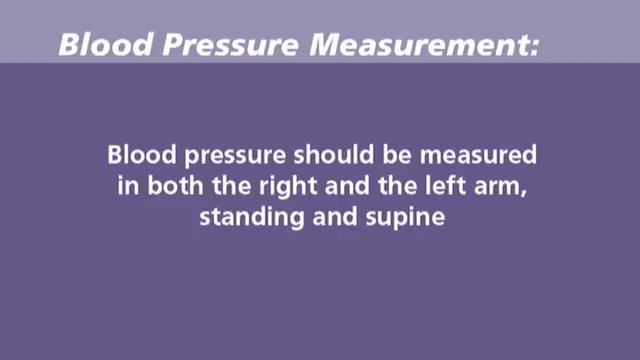 Blood Pressure Measurement:
Blood pressure should be measured
in both the right and the left arm,
standing and supine